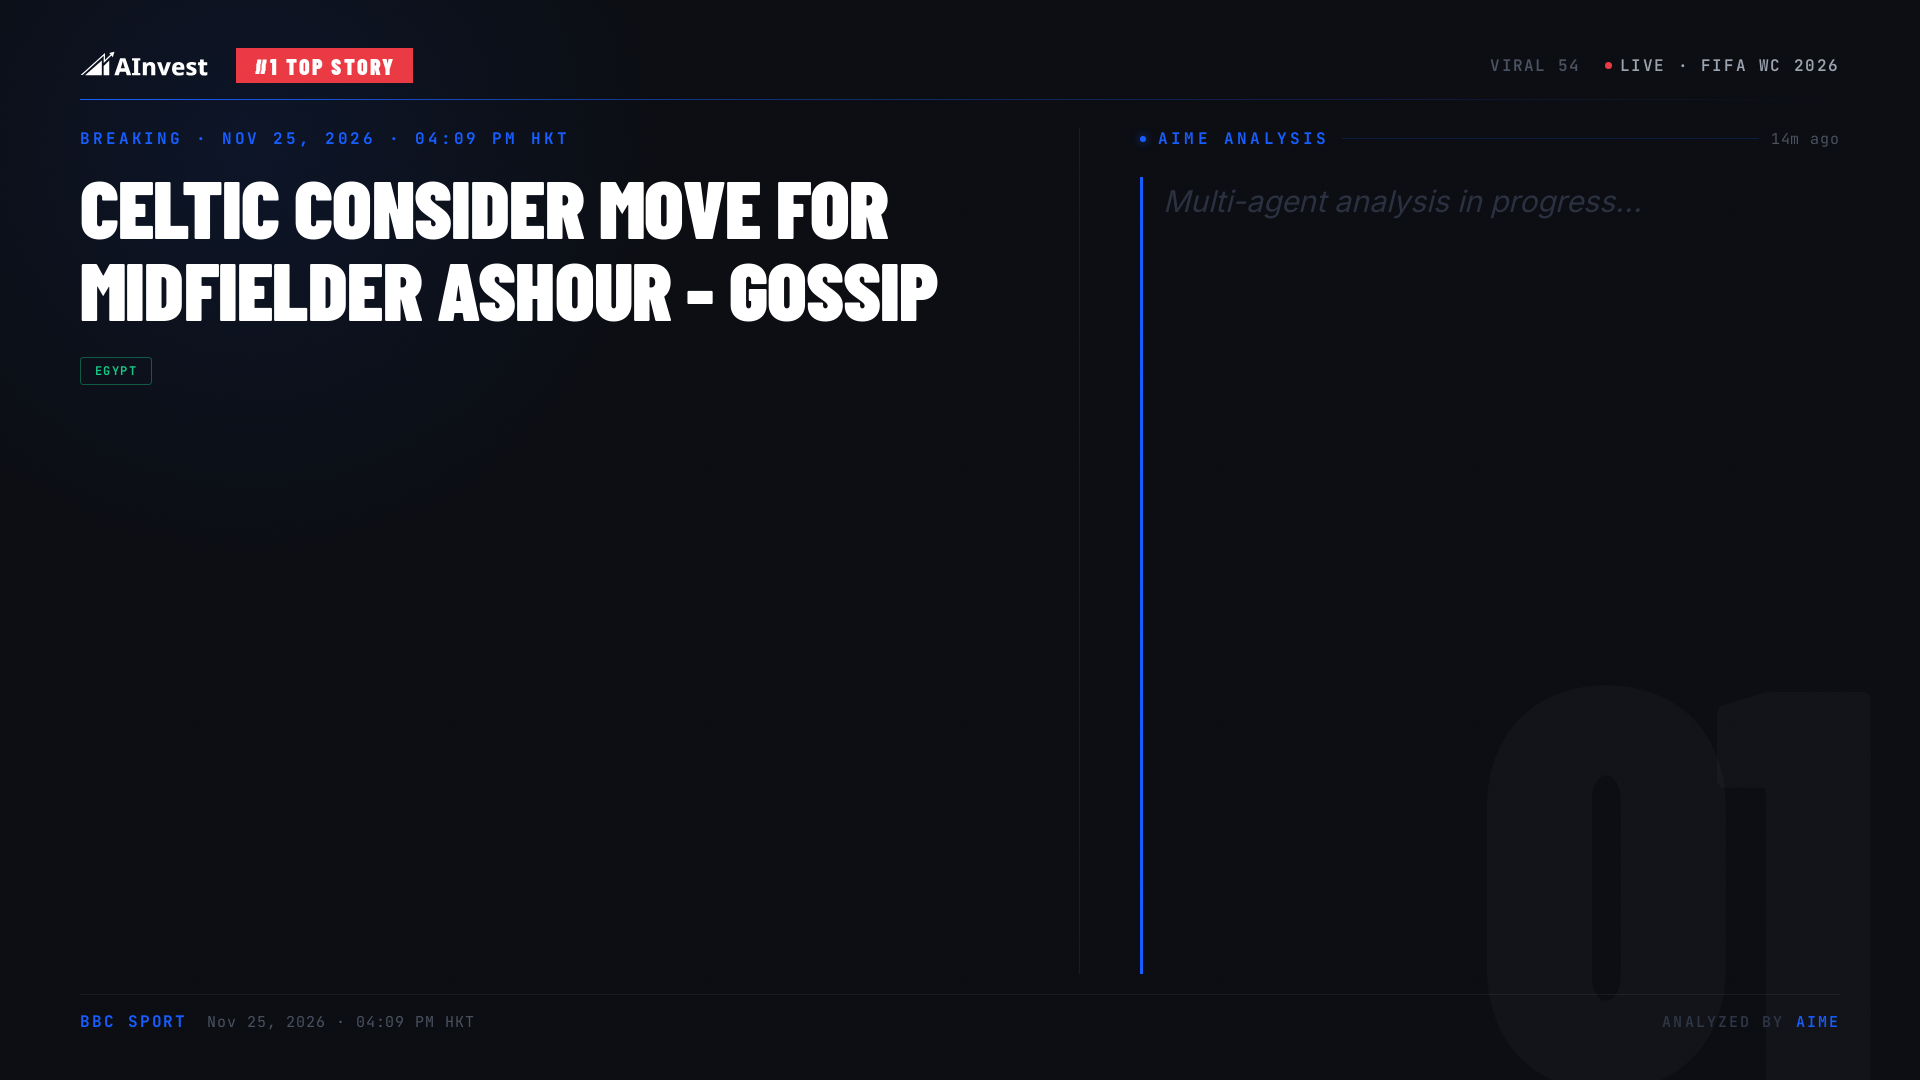 AInvest
#1 TOP STORY
VIRAL 54
LIVE · FIFA WC 2026
BREAKING · NOV 25, 2026 · 04:09 PM HKT
CELTIC CONSIDER MOVE FOR
MIDFIELDER ASHOUR - GOSSIP
EGYPT
AIME ANALYSIS
14m ago
Multi-agent analysis in progress...
01
BBC SPORT Nov 25, 2026 · 04:09 PM HKT
ANALYZED BY AIME